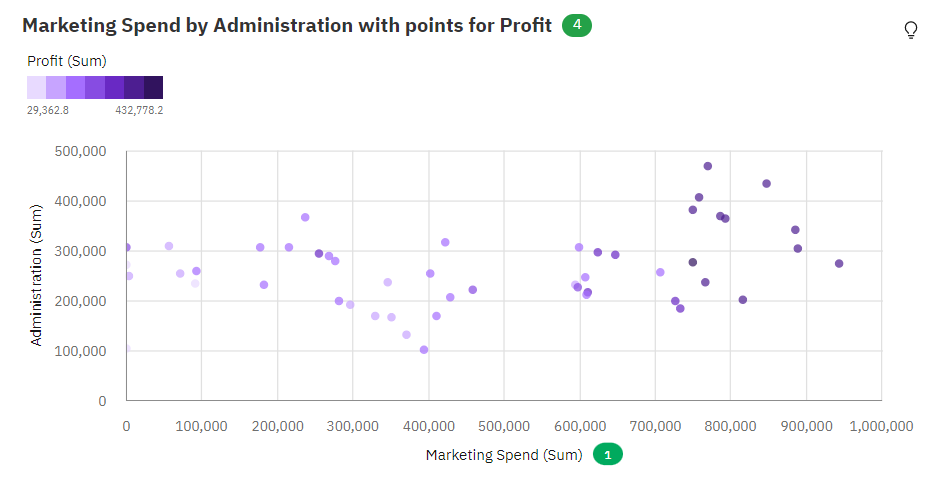 Marketing Spend by Administration with points for Profit 4
Profit (Sum)
29,362.8 432,778.2
500,000
400,000
300,000
200,000
100,000
0
Administration (Sum)
0 100,000 200,000 300,000 400,000 500,000 600,000 700,000 800,000 900,000 1,000,000
Marketing Spend (Sum) 1